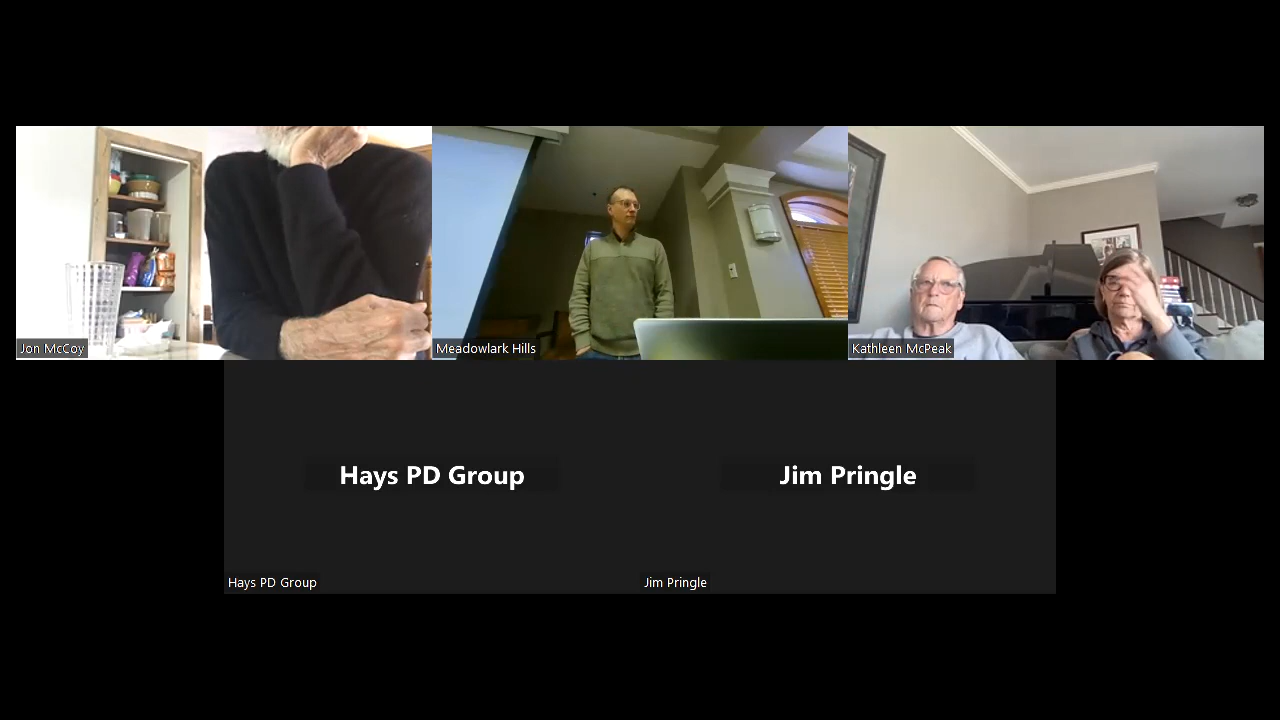 Jon McCoy
Meadowlark Hills
Kathleen McPeak
Hays PD Group
Jim Pringle
Hays PD Group
Jim Pringle